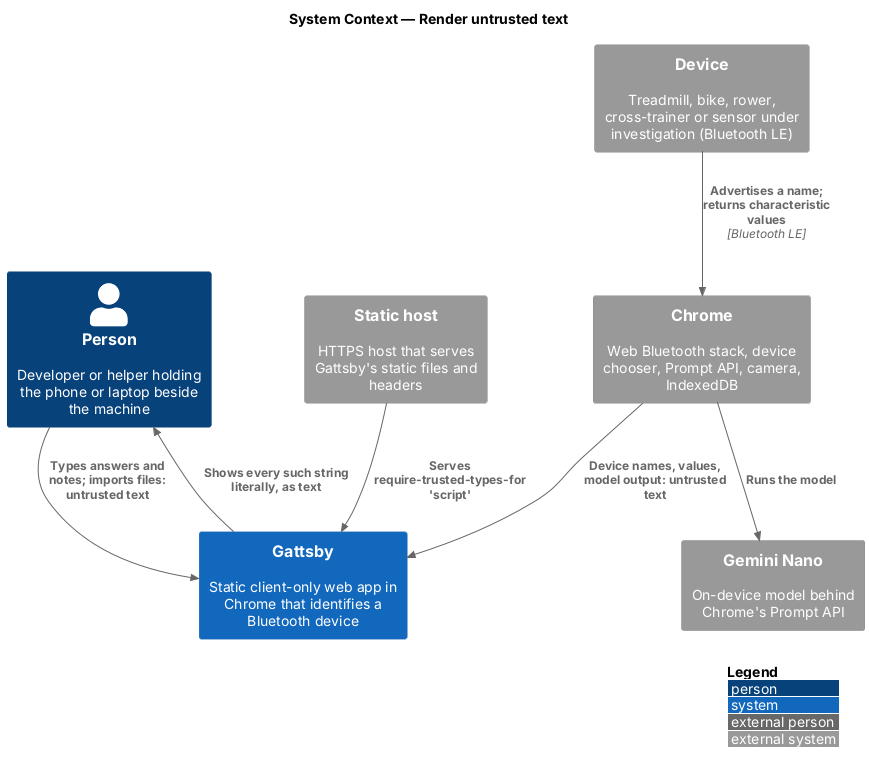 System Context — Render untrusted text
Device
Treadmill, bike, rower,
cross-trainer or sensor under
investigation (Bluetooth LE)
Advertises a name;
returns characteristic
values
[Bluetooth LE]
Person
Developer or helper holding
the phone or laptop beside
the machine
Static host
HTTPS host that serves
Gattsby's static files and
headers
Chrome
Web Bluetooth stack, device
chooser, Prompt API, camera,
IndexedDB
Types answers and
notes; imports files:
untrusted text
Shows every such string
literally, as text
Serves
require-trusted-types-for
'script'
Device names, values,
model output: untrusted
text
Runs the model
Gattsby
Static client-only web app in
Chrome that identifies a
Bluetooth device
Gemini Nano
On-device model behind
Chrome's Prompt API
Legend
person
system
external person
external system